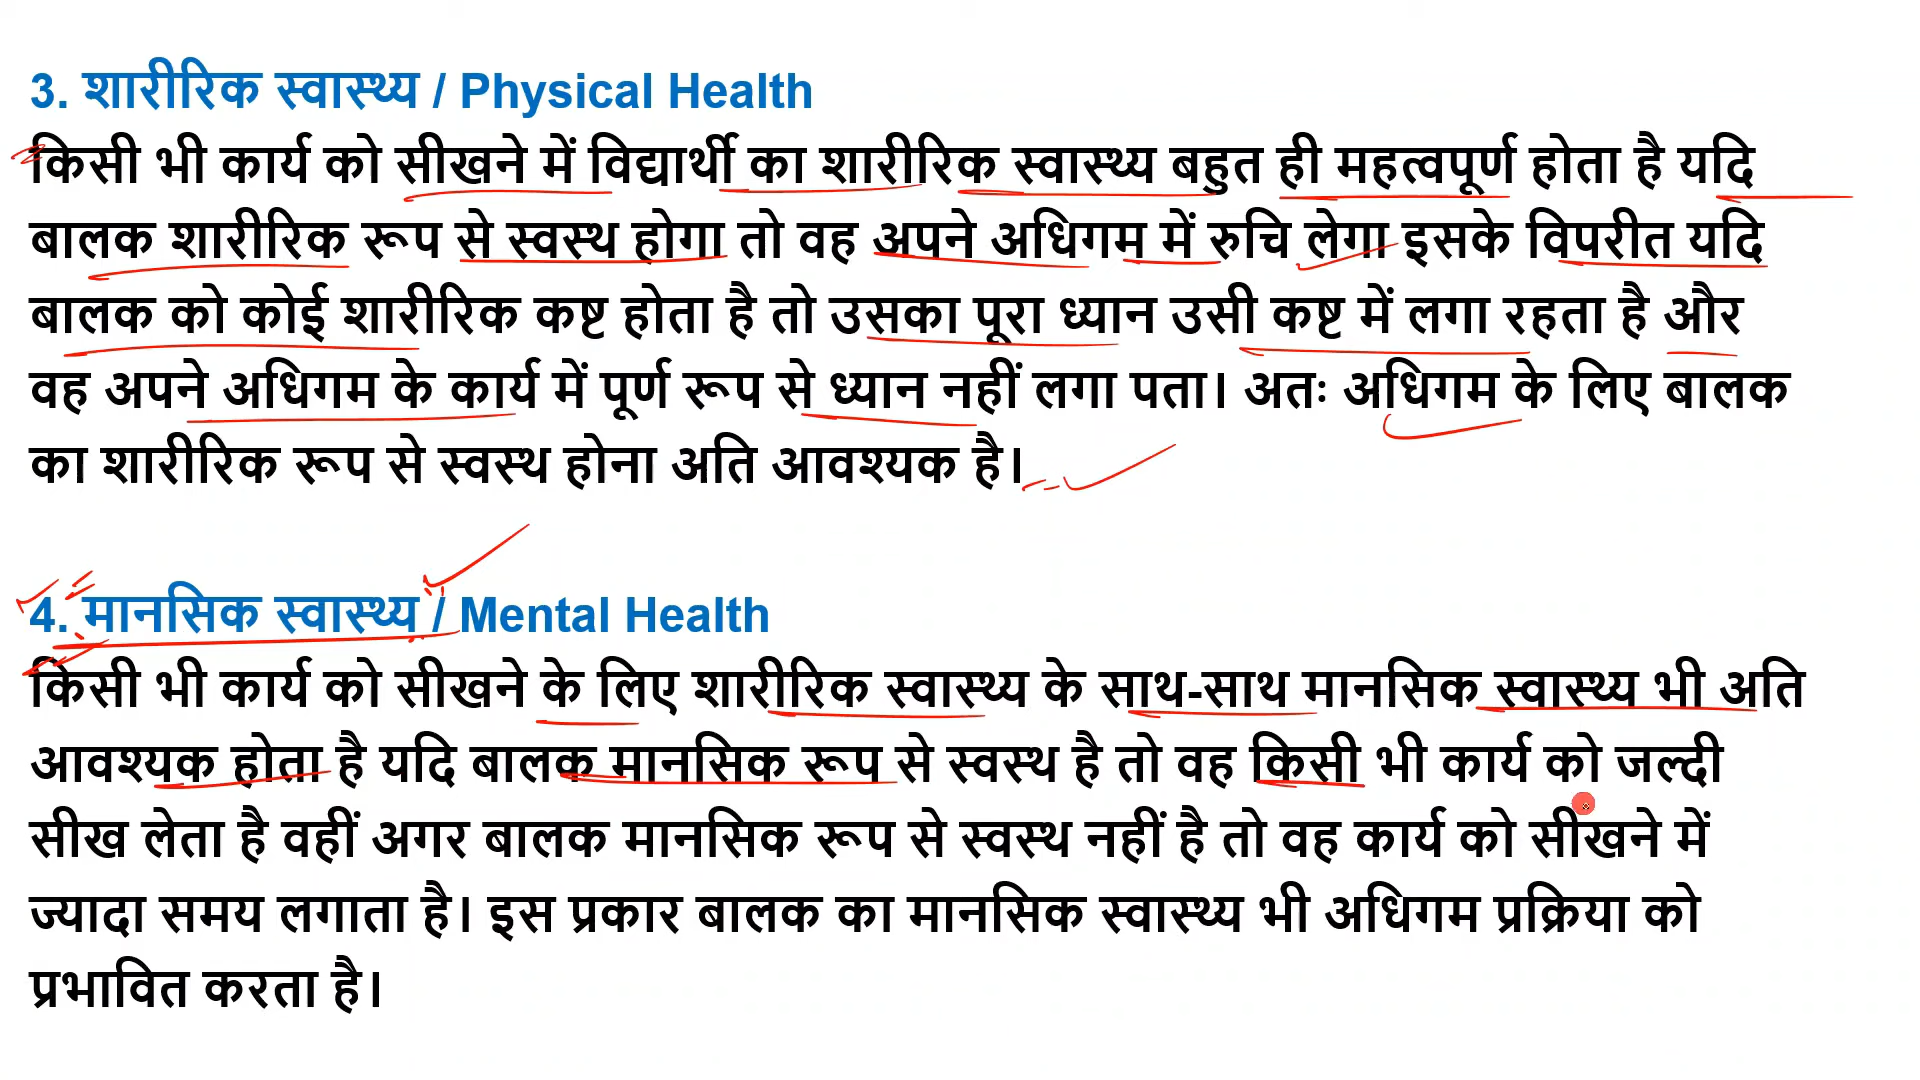 3. शारीरिक स्वास्थ्य / Physical Health
किसी भी कार्य को सीखने में विद्यार्थी का शारीरिक स्वास्थ्य बहुत ही महत्वपूर्ण होता है यदि
बालक शारीरिक रूप से स्वस्थ होगा तो वह अपने अधिगम में रुचि लेगा इसके विपरीत यदि
बालक को कोई शारीरिक कष्ट होता है तो उसका पूरा ध्यान उसी कष्ट में लगा रहता है और
वह अपने अधिगम के कार्य में पूर्ण रूप से ध्यान नहीं लगा पता। अतः अधिगम के लिए बालक
का शारीरिक रूप से स्वस्थ होना अति आवश्यक है।
4. मानसिक स्वास्थ्य / Mental Health
किसी भी कार्य को सीखने के लिए शारीरिक स्वास्थ्य के साथ-साथ मानसिक स्वास्थ्य भी अति
आवश्यक होता है यदि बालक मानसिक रूप से स्वस्थ है तो वह किसी भी कार्य को जल्दी
सीख लेता है वहीं अगर बालक मानसिक रूप से स्वस्थ नहीं है तो वह कार्य को सीखने में
ज्यादा समय लगाता है। इस प्रकार बालक का मानसिक स्वास्थ्य भी अधिगम प्रक्रिया को
प्रभावित करता है।